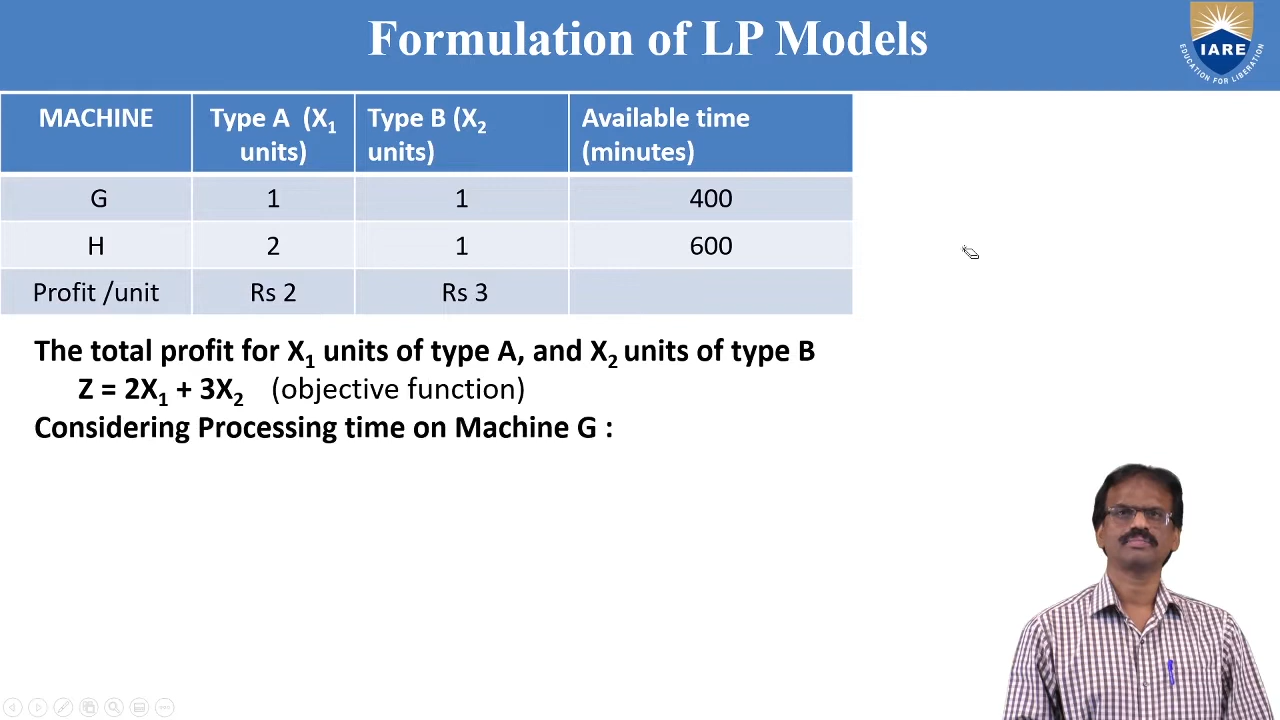 Formulation of LP Models
IARE
EDUCATION FOR LIBERATION
MACHINE Type A (X₁ units) Type B (X₂ units) Available time (minutes)
G 1 1 400
H 2 1 600
Profit /unit Rs 2 Rs 3
The total profit for X₁ units of type A, and X₂ units of type B
Z = 2X₁ + 3X₂ (objective function)
Considering Processing time on Machine G :